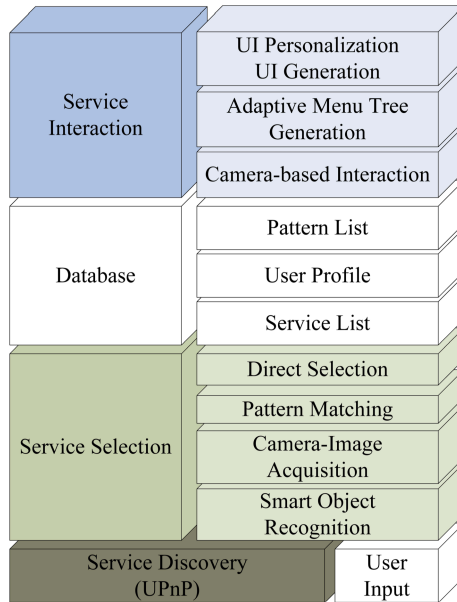 Service
Interaction
UI Personalization
UI Generation
Adaptive Menu Tree
Generation
Camera-based Interaction
Database
Pattern List
User Profile
Service List
Service Selection
Direct Selection
Pattern Matching
Camera-Image
Acquisition
Smart Object
Recognition
Service Discovery
(UPnP)
User
Input